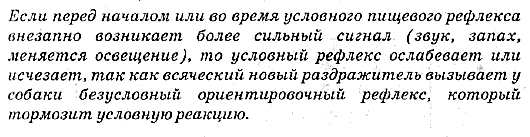 Если перед началом или во время условного пищевого рефлекса
внезапно возникает более сильный сигнал (звук, запах,
меняется освещение), то условный рефлекс ослабевает или
исчезает, так как всяческий новый раздражитель вызывает у
собаки безусловный ориентировочный рефлекс, который
тормозит условную реакцию.